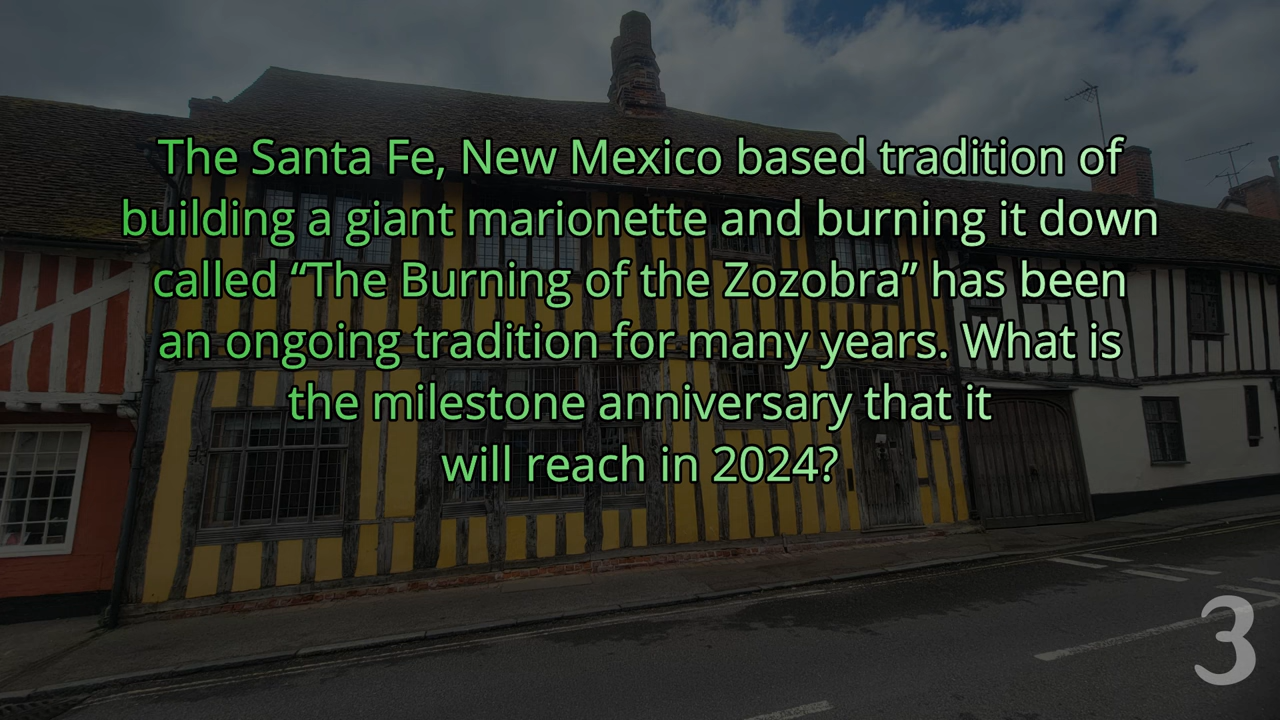 The Santa Fe, New Mexico based tradition of
building a giant marionette and burning it down
called “The Burning of the Zozobra” has been
an ongoing tradition for many years. What is
the milestone anniversary that it
will reach in 2024?
3